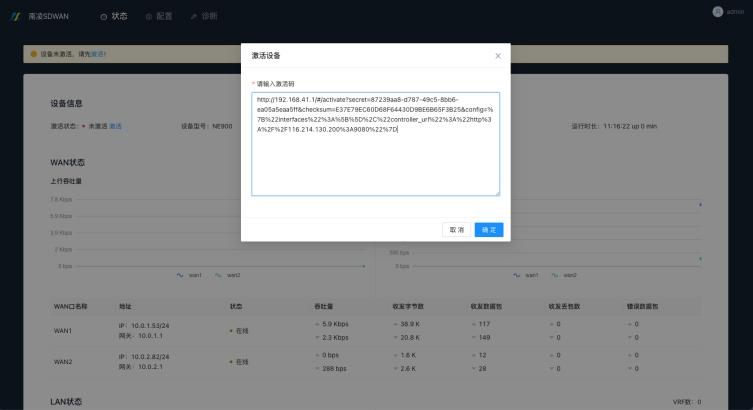 南凌SDWAN
状态
配置
诊断
admin
设备未激活，请先激活!
激活设备
* 请输入激活码
http://192.168.41.1/#/activate?secret=87239aa8-d787-49c5-8bb6-
ea05a5eaa5ff&checksum=E37E79EC60D68F64430D9BE6B65F3B25&config=%
7B%22interfaces%22%3A%5B%5D%2C%22controller_url%22%3A%22http%3
A%2F%2F116.214.130.200%3A9080%22%7D
取 消
确 定
设备信息
激活状态： 未激活 激活
设备型号：NE900
运行时长：11:16:22 up 0 min
WAN状态
上行吞吐量
7.8 Kbps
5.9 Kbps
3.9 Kbps
2 Kbps
0 bps
wan1
wan2
0 bps
wan1
wan2
WAN口名称 地址 状态 吞吐量 收发字节数 收发数据包 收发丢包数 错误数据包
WAN1
IP：10.0.1.53/24
网关：10.0.1.1
在线
5.9 Kbps
2.3 Kbps
38.9 K
20.8 K
117
149
0
0
0
0
WAN2
IP：10.0.2.82/24
网关：10.0.2.1
在线
0 bps
288 bps
1.6 K
2.6 K
12
28
0
0
0
0
LAN状态
VRF数：0